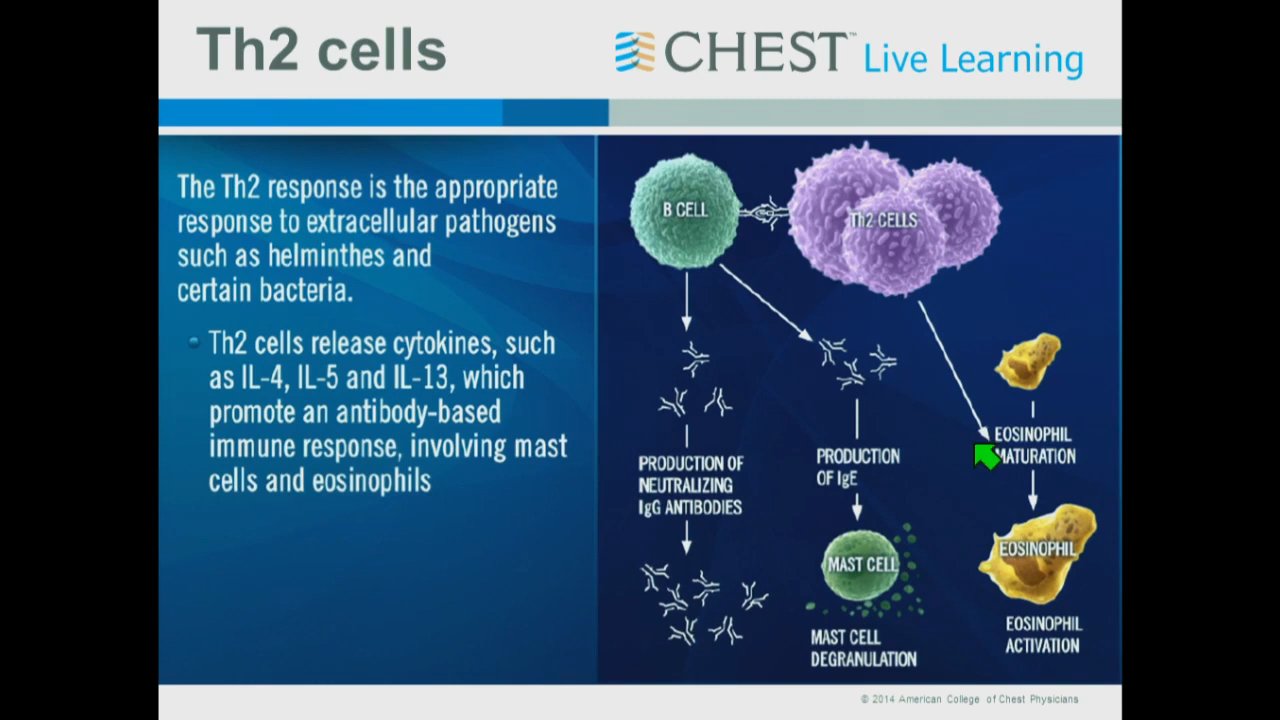 Th2 cells
CHEST™ Live Learning
The Th2 response is the appropriate
response to extracellular pathogens
such as helminthes and
certain bacteria.
Th2 cells release cytokines, such
as IL-4, IL-5 and IL-13, which
promote an antibody-based
immune response, involving mast
cells and eosinophils
B CELL
Th2 CELLS
PRODUCTION OF
NEUTRALIZING
IgG ANTIBODIES
PRODUCTION
OF IgE
MAST CELL
MAST CELL
DEGRANULATION
EOSINOPHIL
MATURATION
EOSINOPHIL
EOSINOPHIL
ACTIVATION
© 2014 American College of Chest Physicians